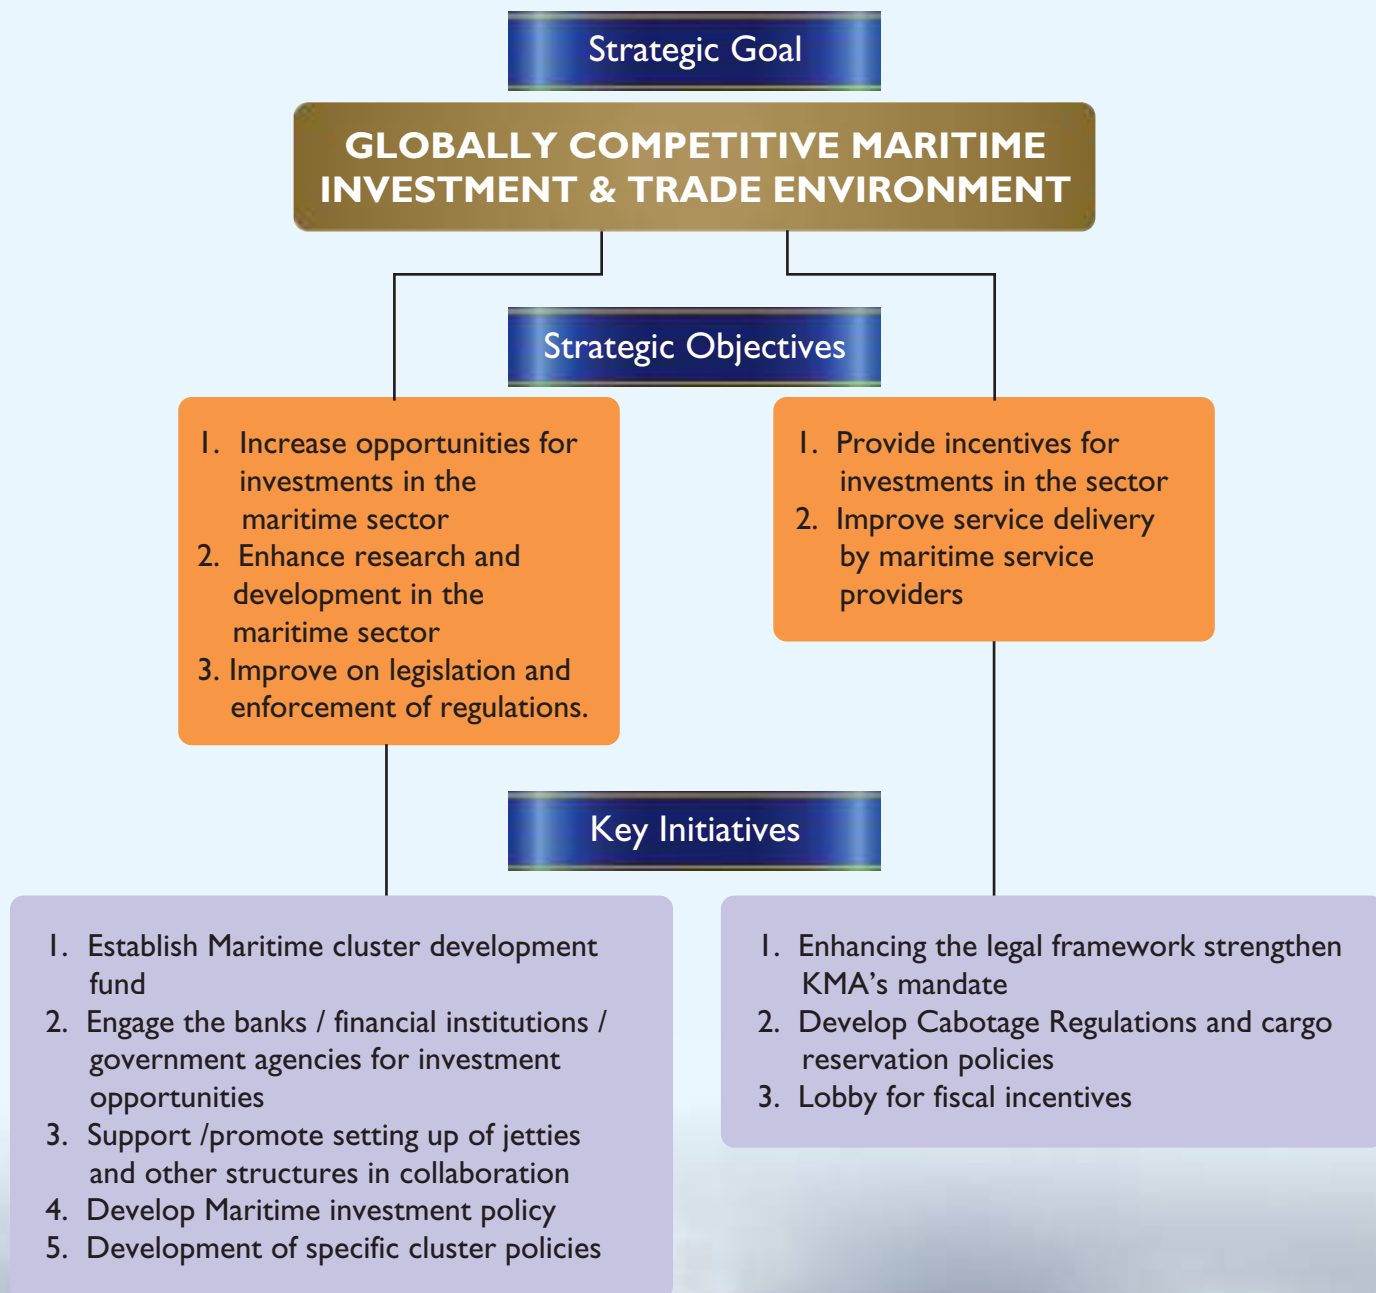 Strategic Goal
GLOBALLY COMPETITIVE MARITIME
INVESTMENT & TRADE ENVIRONMENT
Strategic Objectives
1. Increase opportunities for
investments in the
maritime sector
2. Enhance research and
development in the
maritime sector
3. Improve on legislation and
enforcement of regulations.
1. Provide incentives for
investments in the sector
2. Improve service delivery
by maritime service
providers
Key Initiatives
1. Establish Maritime cluster development
fund
2. Engage the banks / financial institutions /
government agencies for investment
opportunities
3. Support /promote setting up of jetties
and other structures in collaboration
4. Develop Maritime investment policy
5. Development of specific cluster policies
1. Enhancing the legal framework strengthen
KMA's mandate
2. Develop Cabotage Regulations and cargo
reservation policies
3. Lobby for fiscal incentives